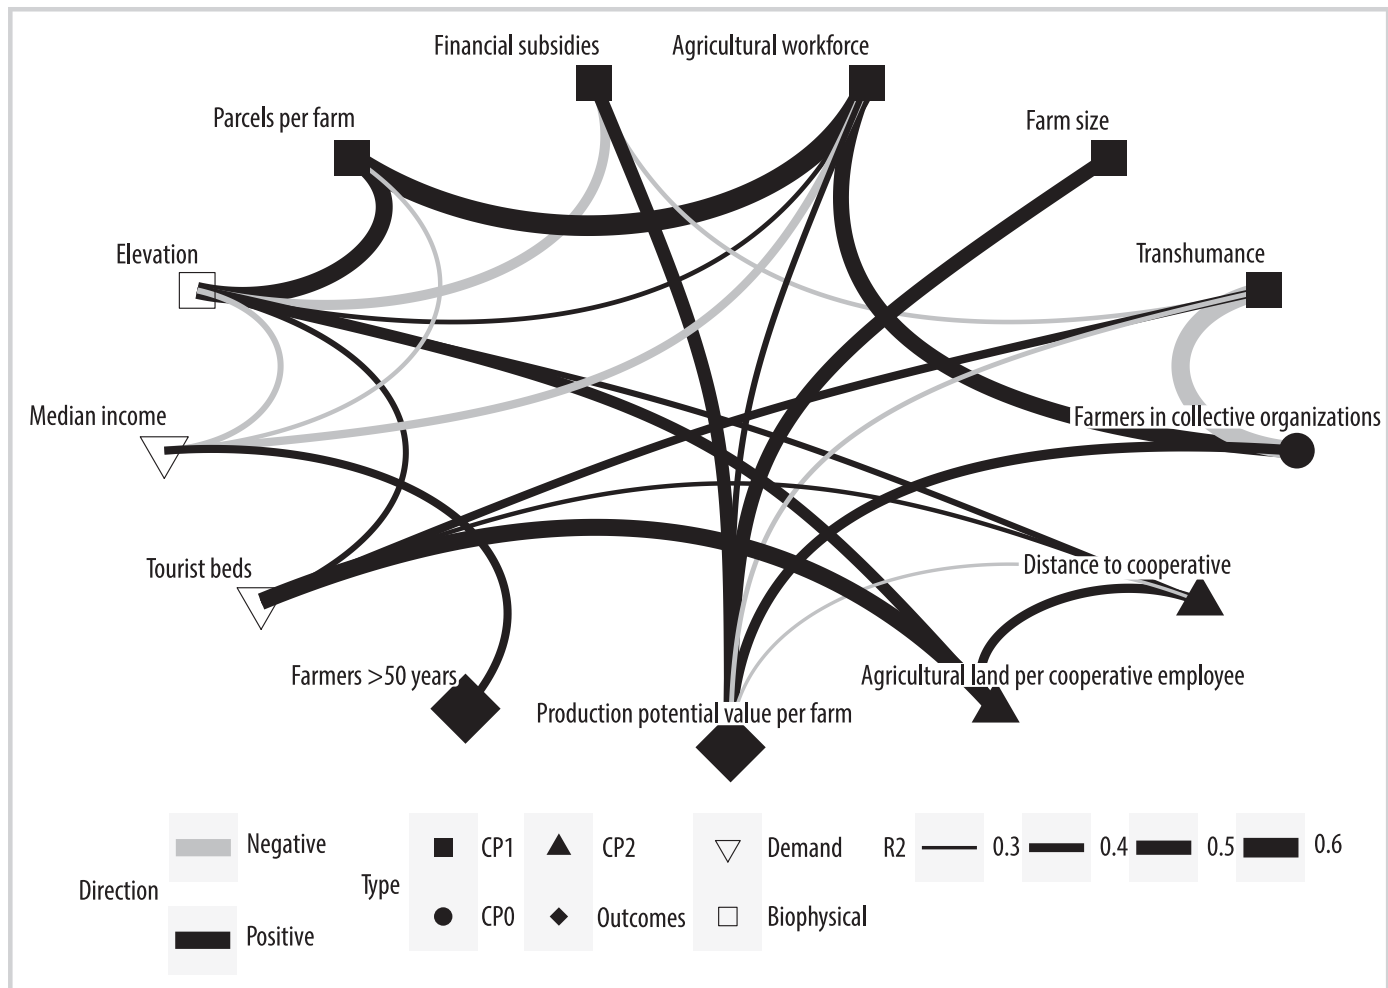 Financial subsidies
Agricultural workforce
Parcels per farm
Farm size
Elevation
Transhumance
Median income
Farmers in collective organizations
Tourist beds
Distance to cooperative
Farmers >50 years
Agricultural land per cooperative employee
Production potential value per farm
Direction
Negative
Positive
Type
CP1
CP2
Demand
CP0
Outcomes
Biophysical
R2
0.3
0.4
0.5
0.6